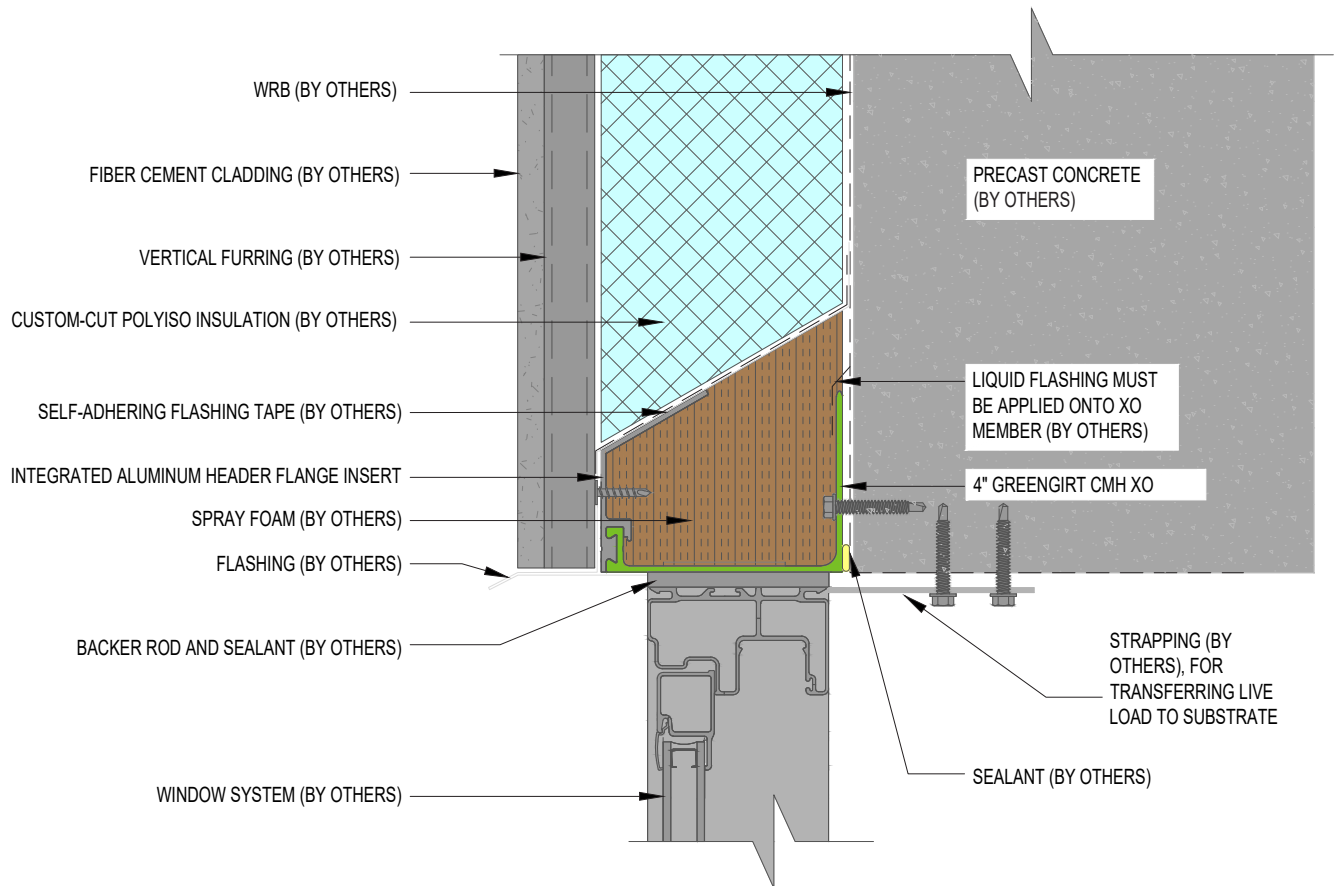 WRB (BY OTHERS)
FIBER CEMENT CLADDING (BY OTHERS)
VERTICAL FURRING (BY OTHERS)
CUSTOM-CUT POLYISO INSULATION (BY OTHERS)
SELF-ADHERING FLASHING TAPE (BY OTHERS)
INTEGRATED ALUMINUM HEADER FLANGE INSERT
SPRAY FOAM (BY OTHERS)
FLASHING (BY OTHERS)
BACKER ROD AND SEALANT (BY OTHERS)
WINDOW SYSTEM (BY OTHERS)
PRECAST CONCRETE
(BY OTHERS)
LIQUID FLASHING MUST
BE APPLIED ONTO XO
MEMBER (BY OTHERS)
4" GREENGIRT CMH XO
STRAPPING (BY
OTHERS), FOR
TRANSFERRING LIVE
LOAD TO SUBSTRATE
SEALANT (BY OTHERS)